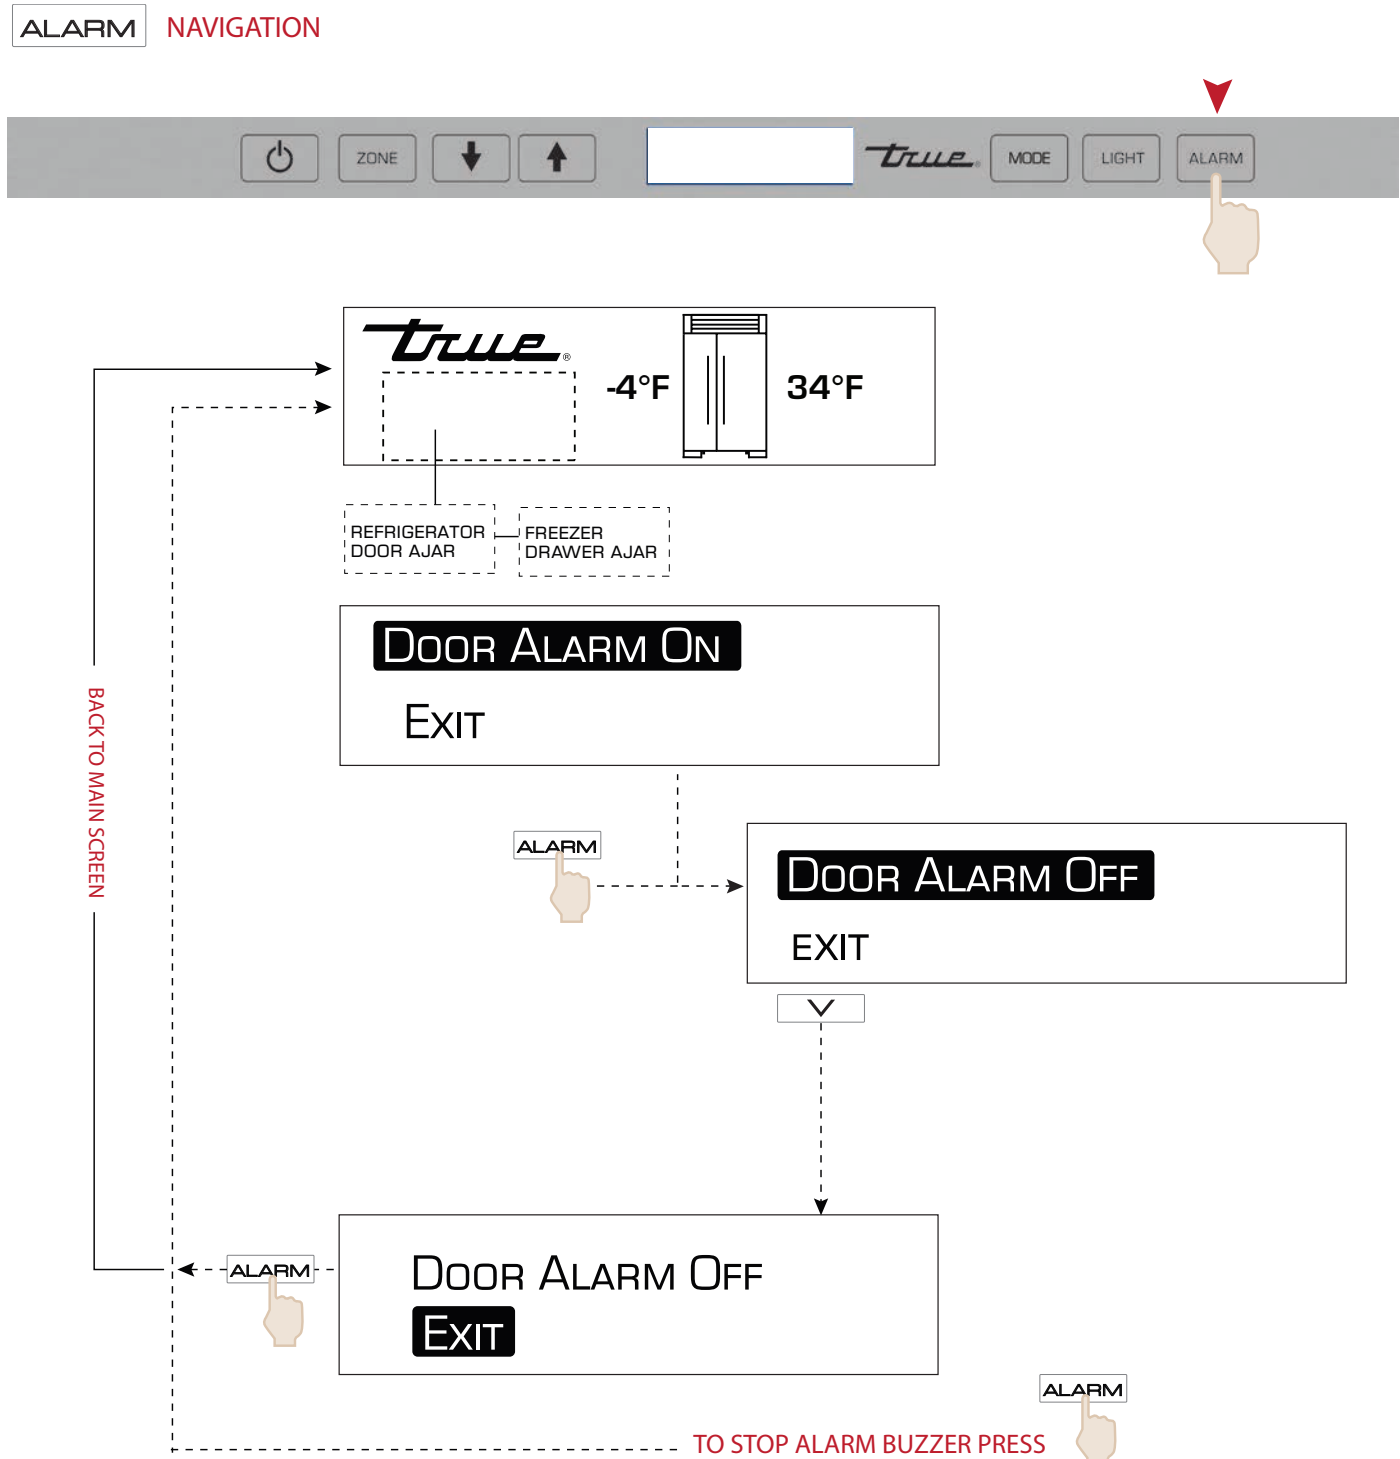 ALARM NAVIGATION
ZONE true® MODE LIGHT ALARM
true®
-4°F 34°F
REFRIGERATOR
DOOR AJAR
FREEZER
DRAWER AJAR
DOOR ALARM ON
EXIT
BACK TO MAIN SCREEN
ALARM
DOOR ALARM OFF
EXIT
ALARM
DOOR ALARM OFF
EXIT
ALARM
TO STOP ALARM BUZZER PRESS